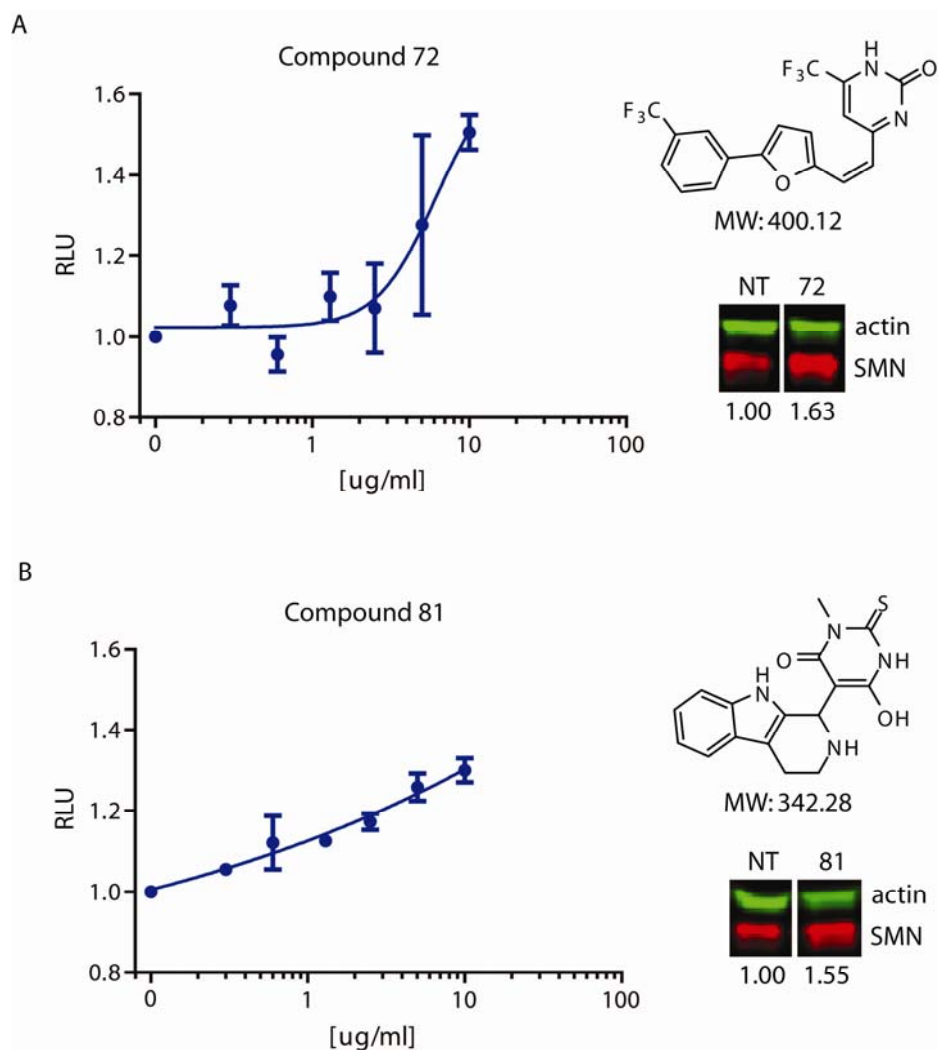 A
Compound 72
1.6
1.4
1.2
1.0
0.8
RLU
0
1
10
100
[ug/ml]
H
F₃C
N
O
F₃C
N
O
MW: 400.12
NT 72
actin
SMN
1.00 1.63
B
Compound 81
1.6
1.4
1.2
1.0
0.8
RLU
0
1
10
100
[ug/ml]
S
N
O
NH
H
N
OH
NH
MW: 342.28
NT 81
actin
SMN
1.00 1.55